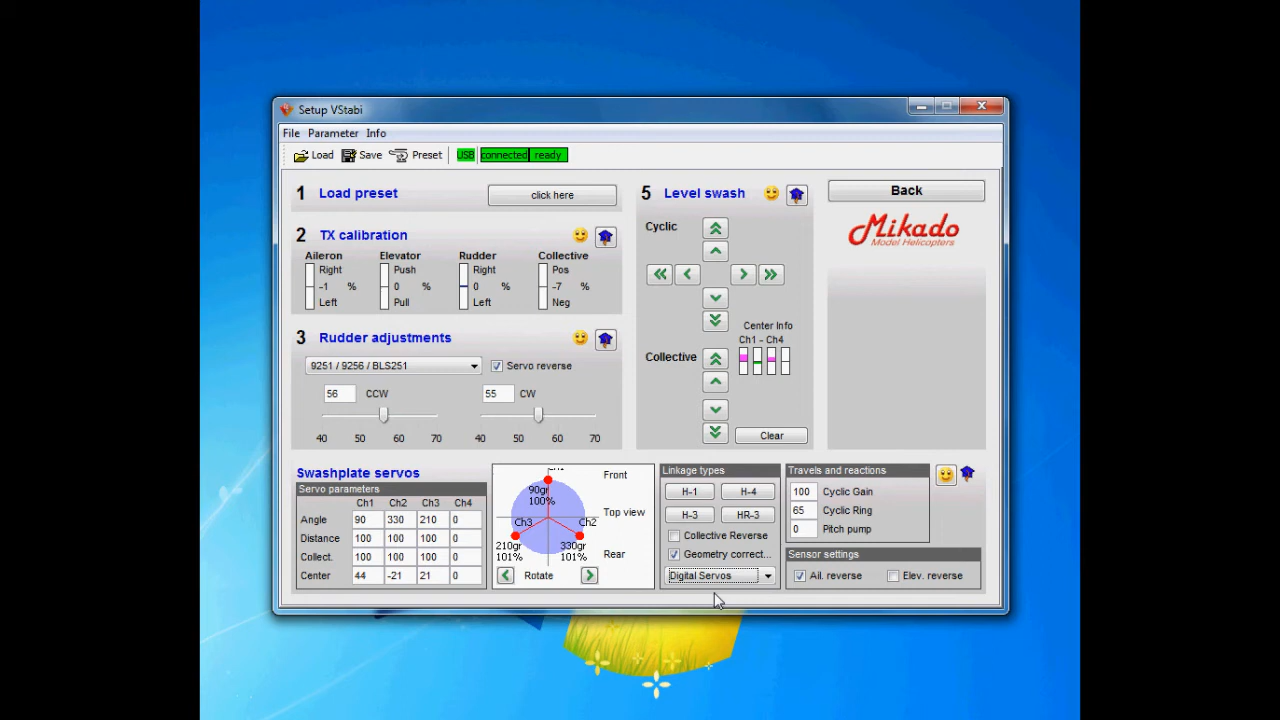 Setup VStabi
File Parameter Info
Load Save Preset USB connected ready
1 Load preset click here
2 TX calibration
Aileron Elevator Rudder Collective
Right Push Right Pos
-1 % 0 % 0 % -7 %
Left Pull Left Neg
3 Rudder adjustments
9251 / 9256 / BLS251 Servo reverse
56 CCW 55 CW
40 50 60 70 40 50 55 70
5 Level swash
Cyclic
Center Info
Ch1 - Ch4
Collective
Clear
Back
Mikado
Model Helicopters
Swashplate servos
Servo parameters
Ch1 Ch2 Ch3 Ch4
Angle 90 330 210 0
Distance 100 100 100 0
Collect. 100 100 100 0
Center 44 -21 21 0
Front
90gr
100%
Top view
Ch3 Ch2
210gr 330gr
101% 101%
Rear
Rotate
Linkage types
H-1 H-4
H-3 HR-3
Collective Reverse
Geometry correct...
Digital Servos
Travels and reactions
100 Cyclic Gain
65 Cyclic Ring
0 Pitch pump
Sensor settings
Ail. reverse Elev. reverse